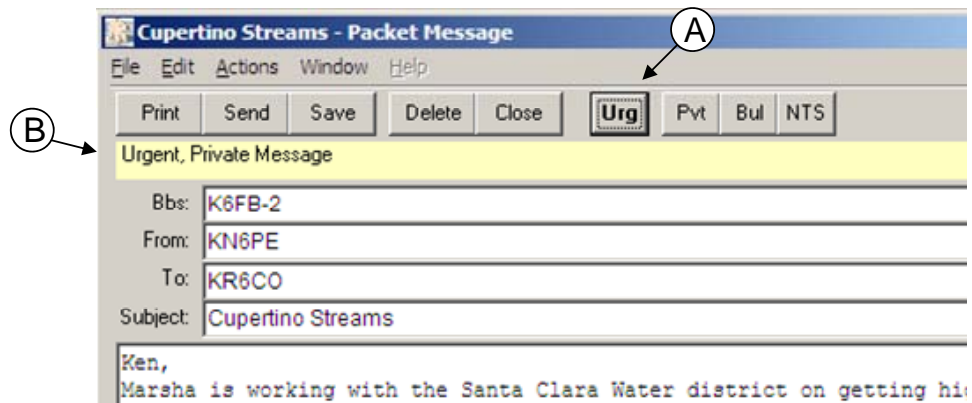 Cupertino Streams - Packet Message
A
File Edit Actions Window Help
Print Send Save Delete Close Urg Pvt Bul NTS
B
Urgent, Private Message
Bbs: K6FB-2
From: KN6PE
To: KR6CO
Subject: Cupertino Streams
Ken,
Marsha is working with the Santa Clara Water district on getting hig